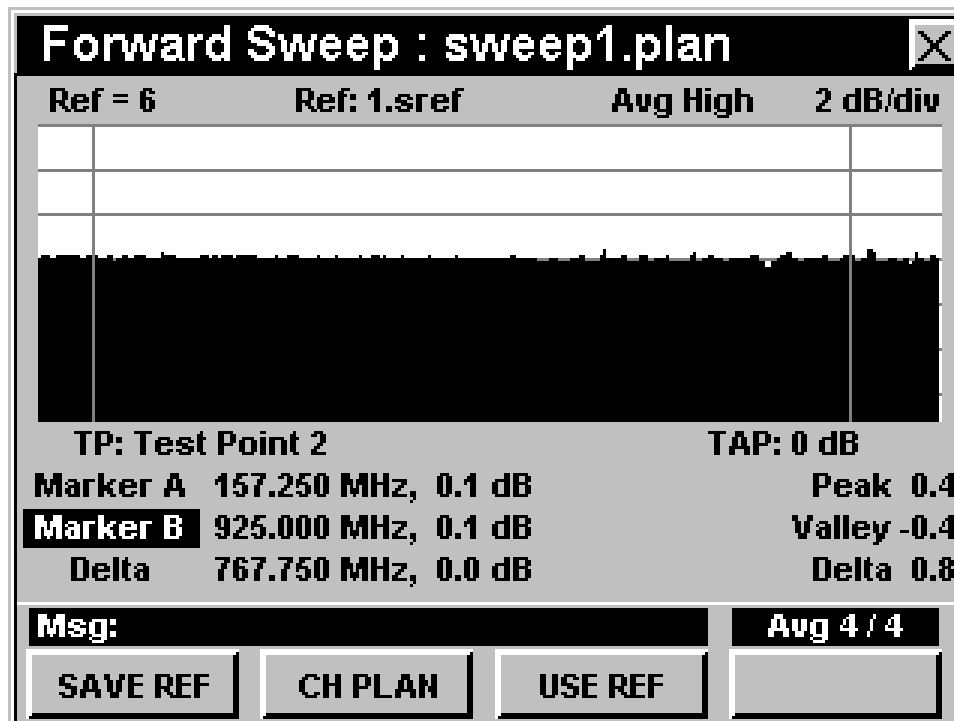 Forward Sweep : sweep1.plan
Ref = 6 Ref: 1.sref Avg High 2 dB/div
TP: Test Point 2 TAP: 0 dB
Marker A 157.250 MHz, 0.1 dB Peak 0.4
Marker B 925.000 MHz, 0.1 dB Valley -0.4
Delta 767.750 MHz, 0.0 dB Delta 0.8
Msg: Avg 4 / 4
SAVE REF CH PLAN USE REF